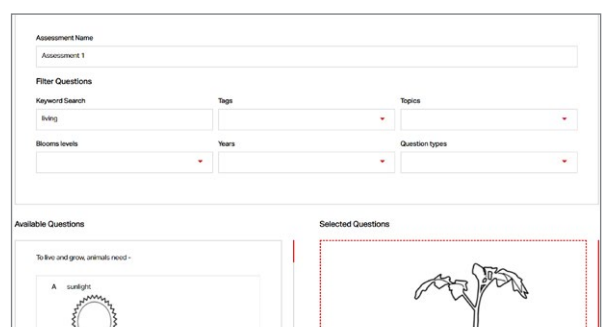 Assessment Name
Assessment 1
Filter Questions
Keyword Search Tags Topics
living
Blooms levels Years Question types
Available Questions Selected Questions
To live and grow, animals need -
A sunlight